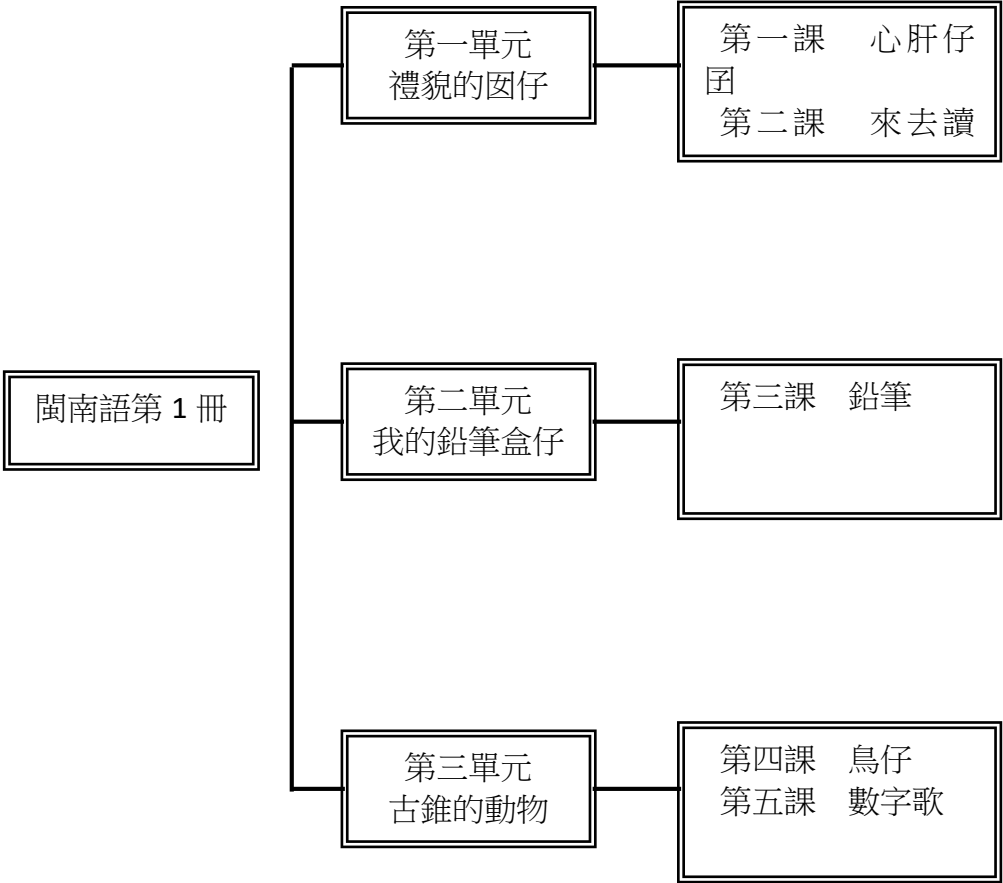 閩南語第 1 冊
第一單元
禮貌的囡仔
第一課 心肝仔
囝
第二課 來去讀
第二單元
我的鉛筆盒仔
第三課 鉛筆
第三單元
古錐的動物
第四課 鳥仔
第五課 數字歌